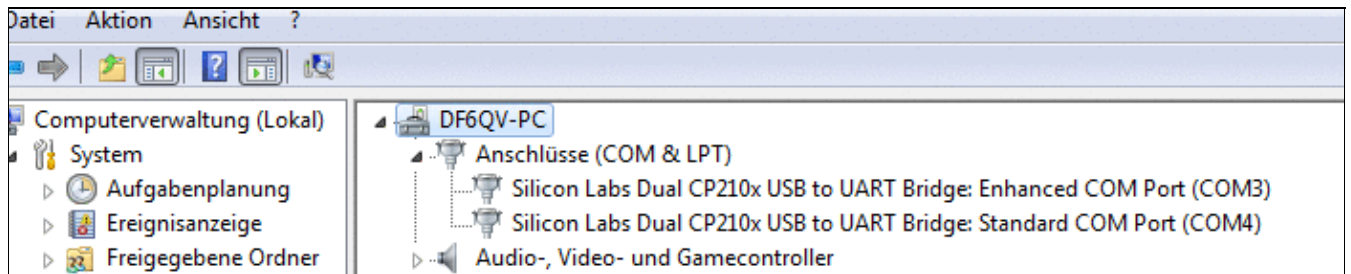 Datei Aktion Ansicht ?
Computerverwaltung (Lokal)
System
Aufgabenplanung
Ereignisanzeige
Freigegebene Ordner
DF6QV-PC
Anschlüsse (COM & LPT)
Silicon Labs Dual CP210x USB to UART Bridge: Enhanced COM Port (COM3)
Silicon Labs Dual CP210x USB to UART Bridge: Standard COM Port (COM4)
Audio-, Video- und Gamecontroller